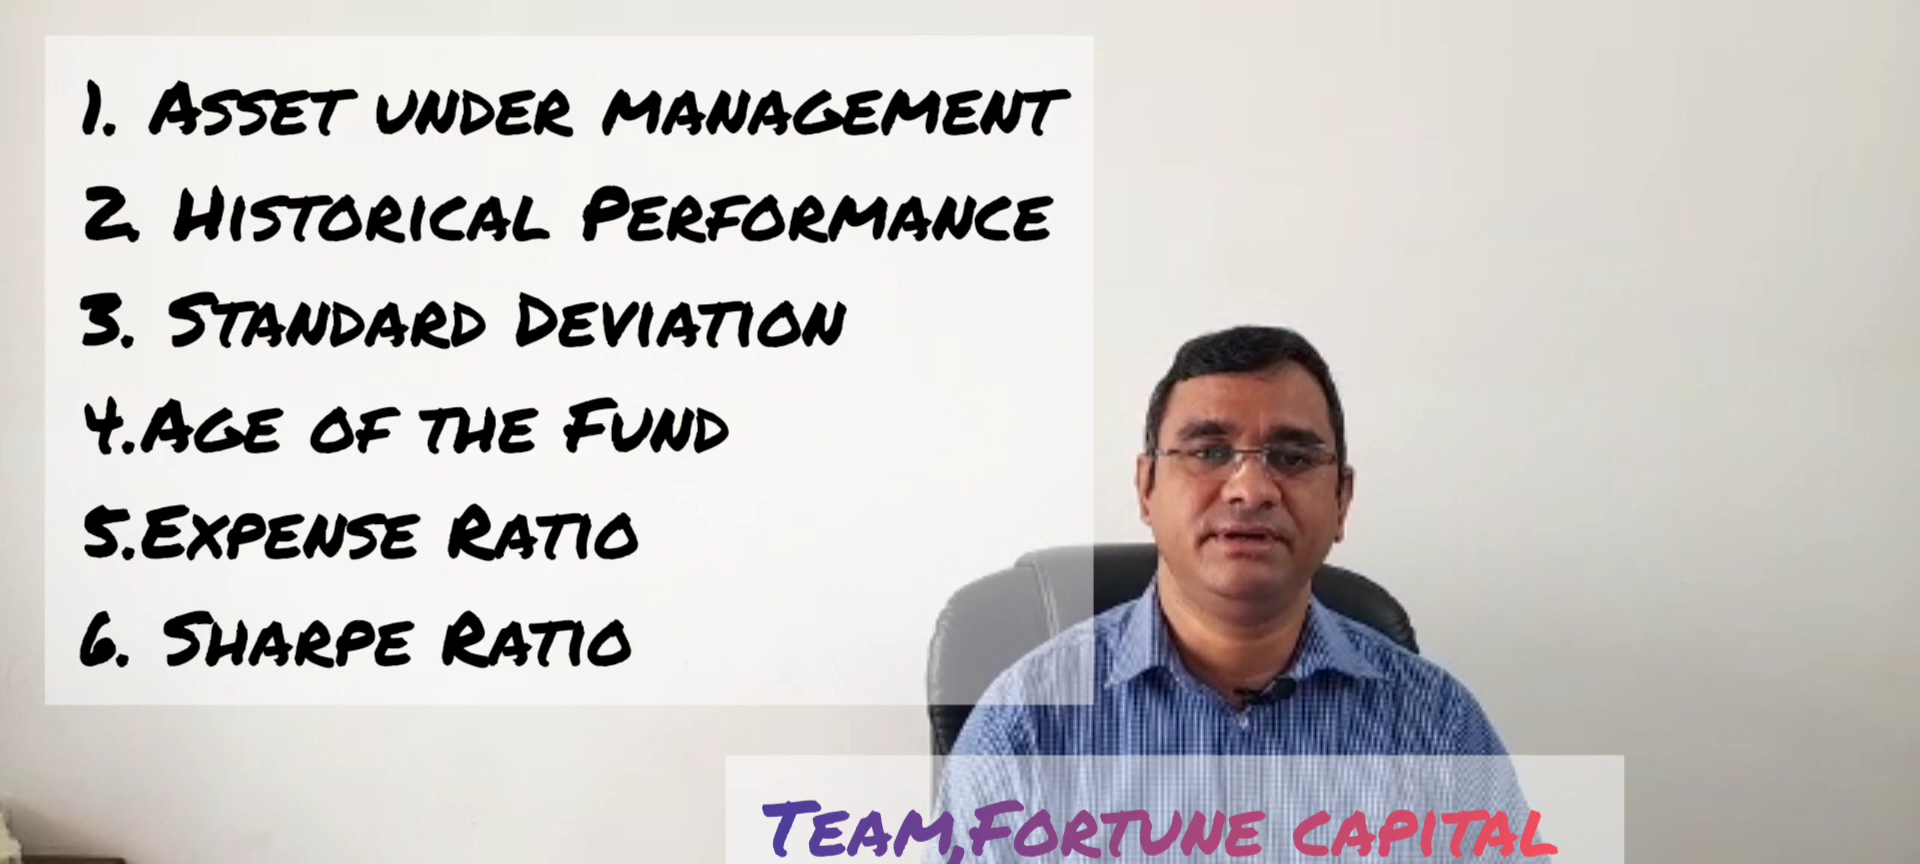 1. Asset under management
2. Historical Performance
3. Standard Deviation
4.Age of the Fund
5.Expense Ratio
6. Sharpe Ratio
Team,Fortune capital